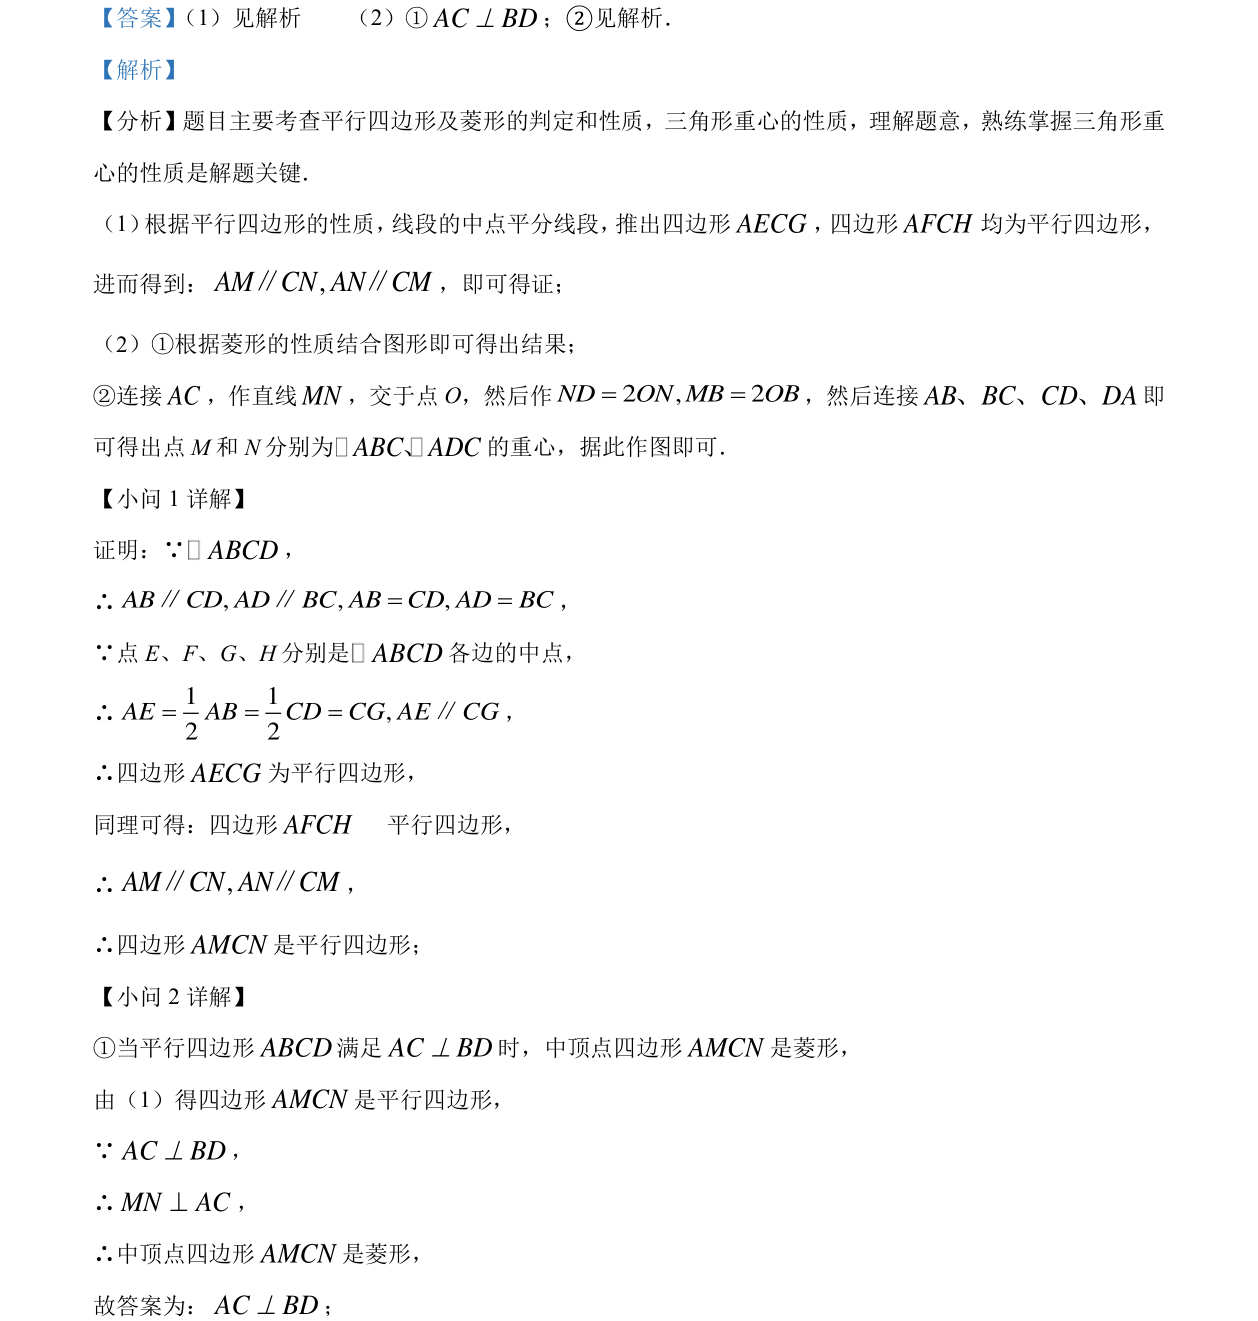 【答案】（1）见解析　　（2）①AC⊥BD；②见解析．
【解析】
【分析】题目主要考查平行四边形及菱形的判定和性质，三角形重心的性质，理解题意，熟练掌握三角形重
心的性质是解题关键．
（1）根据平行四边形的性质，线段的中点平分线段，推出四边形 AECG，四边形 AFCH 均为平行四边形，
进而得到：AM∥CN,AN∥CM，即可得证；
（2）①根据菱形的性质结合图形即可得出结果；
②连接 AC，作直线 MN，交于点 O，然后作 ND=2ON,MB=2OB，然后连接 AB、BC、CD、DA 即
可得出点 M 和 N 分别为□ABC、□ADC 的重心，据此作图即可．
【小问 1 详解】
证明：∵□ABCD，
∴AB∥CD,AD∥BC,AB=CD,AD=BC，
∵点 E、F、G、H 分别是□ABCD 各边的中点，
∴AE=1/2AB=1/2CD=CG,AE∥CG，
∴四边形 AECG 为平行四边形，
同理可得：四边形 AFCH　平行四边形，
∴AM∥CN,AN∥CM，
∴四边形 AMCN 是平行四边形；
【小问 2 详解】
①当平行四边形 ABCD 满足 AC⊥BD 时，中顶点四边形 AMCN 是菱形，
由（1）得四边形 AMCN 是平行四边形，
∵AC⊥BD，
∴MN⊥AC，
∴中顶点四边形 AMCN 是菱形，
故答案为：AC⊥BD；